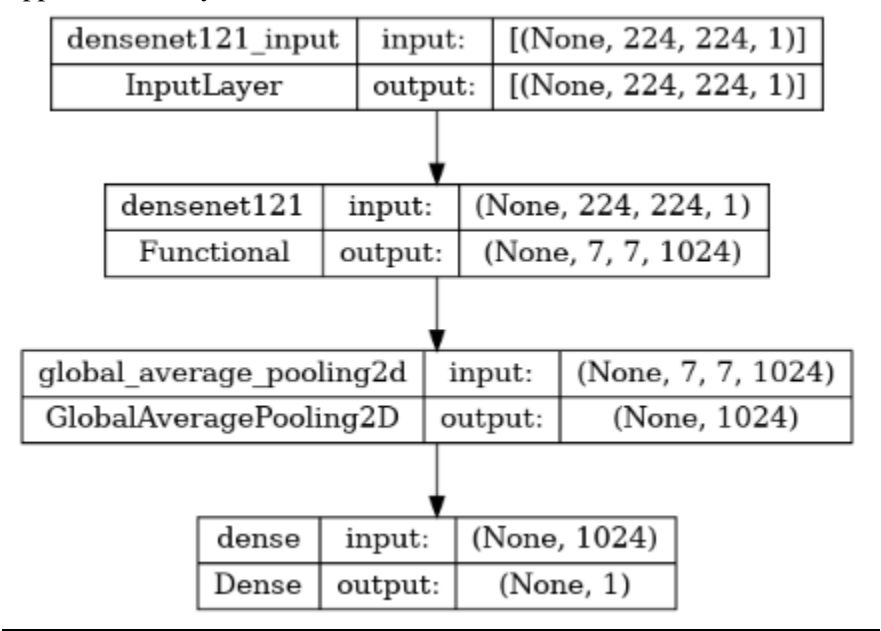 densenet121_input input: [(None, 224, 224, 1)]
InputLayer output: [(None, 224, 224, 1)]
densenet121 input: (None, 224, 224, 1)
Functional output: (None, 7, 7, 1024)
global_average_pooling2d input: (None, 7, 7, 1024)
GlobalAveragePooling2D output: (None, 1024)
dense input: (None, 1024)
Dense output: (None, 1)